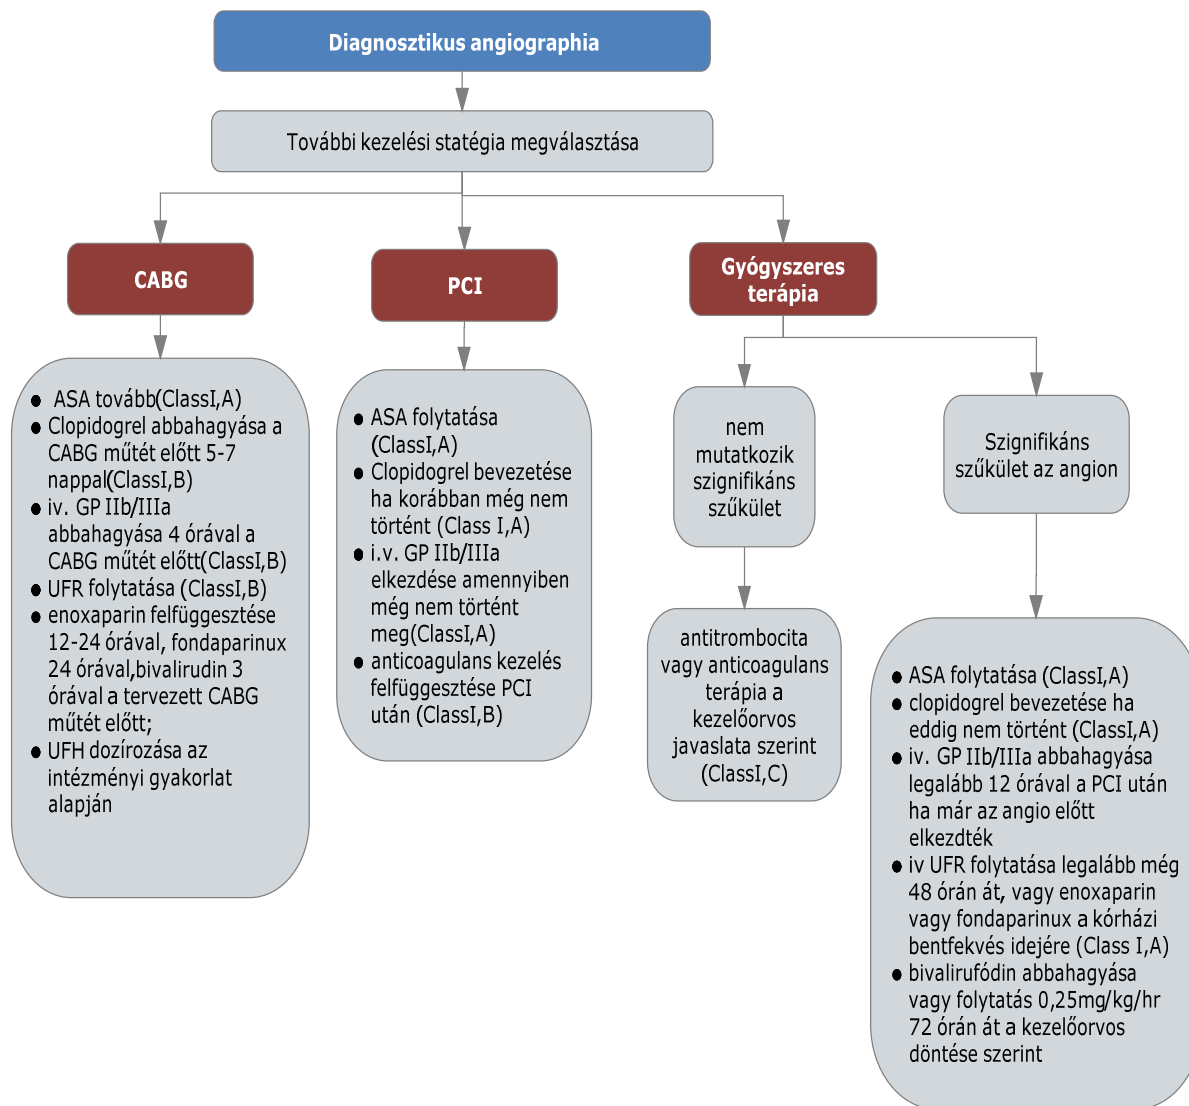 Diagnosztikus angiographia
További kezelési statégia megválasztása
CABG
PCI
Gyógyszeres
terápia
● ASA tovább(ClassI,A)
● Clopidogrel abbahagyása a
CABG műtét előtt 5-7
nappal(ClassI,B)
● iv. GP IIb/IIIa
abbahagyása 4 órával a
CABG műtét előtt(ClassI,B)
● UFR folytatása (ClassI,B)
● enoxaparin felfüggesztése
12-24 órával, fondaparinux
24 órával,bivalirudin 3
órával a tervezett CABG
műtét előtt;
● UFH dozírozása az
intézményi gyakorlat
alapján
● ASA folytatása
(ClassI,A)
● Clopidogrel bevezetése
ha korábban még nem
történt (Class I,A)
● i.v. GP IIb/IIIa
elkezdése amennyiben
még nem történt
meg(ClassI,A)
● anticoagulans kezelés
felfüggesztése PCI
után (ClassI,B)
nem
mutatkozik
szignifikáns
szűkület
antitrombocita
vagy anticoagulans
terápia a
kezelőorvos
javaslata szerint
(ClassI,C)
Szignifikáns
szűkület az angion
● ASA folytatása (ClassI,A)
● clopidogrel bevezetése ha
eddig nem történt (ClassI,A)
● iv. GP IIb/IIIa abbahagyása
legalább 12 órával a PCI után
ha már az angio előtt
elkezdték
● iv UFR folytatása legalább még
48 órán át, vagy enoxaparin
vagy fondaparinux a kórházi
bentfekvés idejére (Class I,A)
● bivalirufódin abbahagyása
vagy folytatás 0,25mg/kg/hr
72 órán át a kezelőorvos
döntése szerint